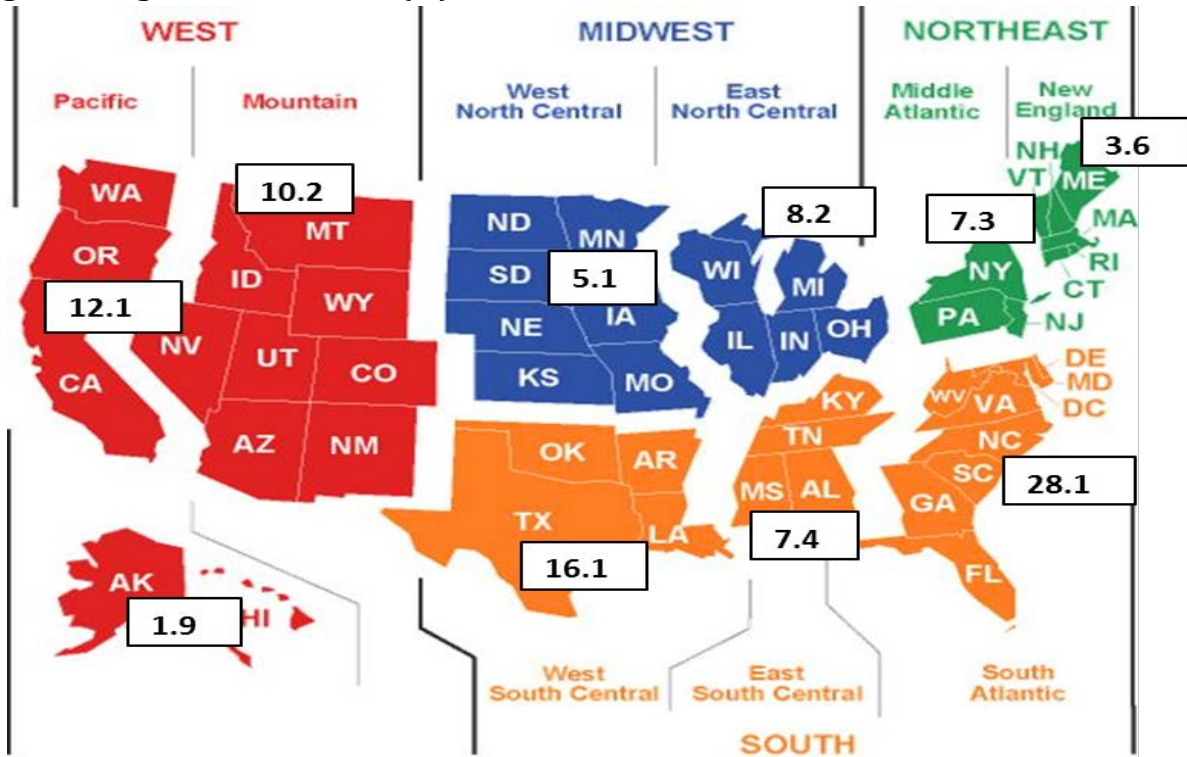 WEST
MIDWEST
NORTHEAST
Pacific
Mountain
West
North Central
East
North Central
Middle
Atlantic
New
England
WA
OR
12.1
CA
10.2
MT
ID
WY
NV
UT
CO
AZ
NM
AK
HI
1.9
ND
MN
SD
5.1
NE
IA
KS
MO
8.2
WI
MI
IL
IN
OH
3.6
NH
VT
ME
7.3
MA
NY
RI
CT
PA
NJ
DE
MD
DC
WV
VA
KY
TN
NC
SC
28.1
GA
FL
MS
AL
7.4
OK
AR
TX
LA
16.1
West
South Central
East
South Central
South
Atlantic
SOUTH